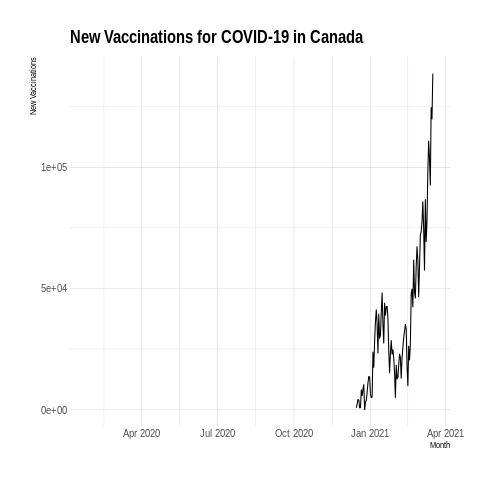 New Vaccinations for COVID-19 in Canada
New Vaccinations
1e+05
5e+04
0e+00
Apr 2020 Jul 2020 Oct 2020 Jan 2021 Apr 2021
Month